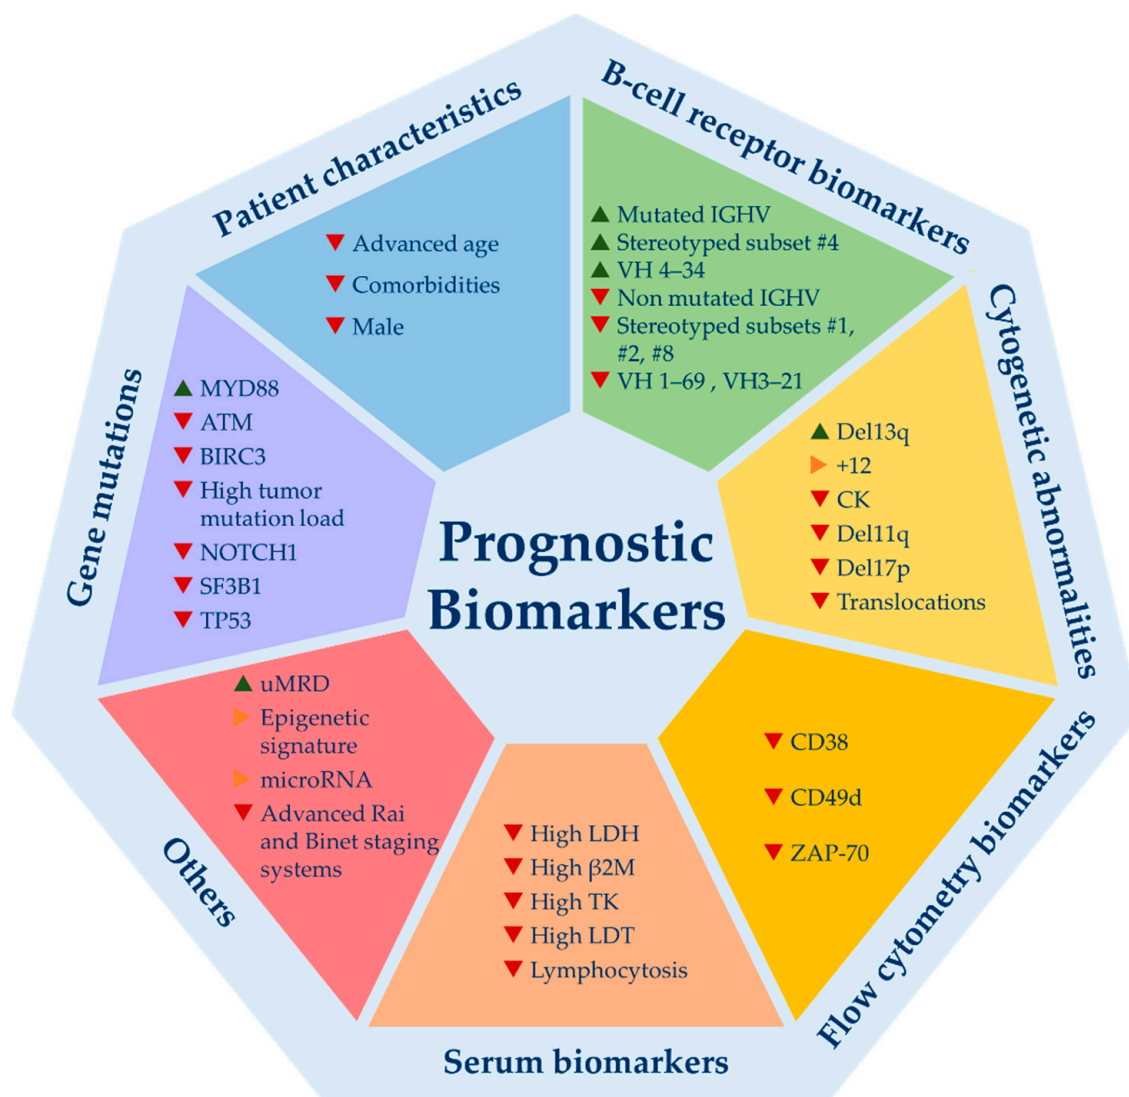 Prognostic
Biomarkers
Patient characteristics
Advanced age
Comorbidities
Male
B-cell receptor biomarkers
Mutated IGHV
Stereotyped subset #4
VH 4–34
Non mutated IGHV
Stereotyped subsets #1,
#2, #8
VH 1–69 , VH3–21
Cytogenetic abnormalities
Del13q
+12
CK
Del11q
Del17p
Translocations
Flow cytometry biomarkers
CD38
CD49d
ZAP-70
Serum biomarkers
High LDH
High β2M
High TK
High LDT
Lymphocytosis
Others
uMRD
Epigenetic
signature
microRNA
Advanced Rai
and Binet staging
systems
Gene mutations
MYD88
ATM
BIRC3
High tumor
mutation load
NOTCH1
SF3B1
TP53